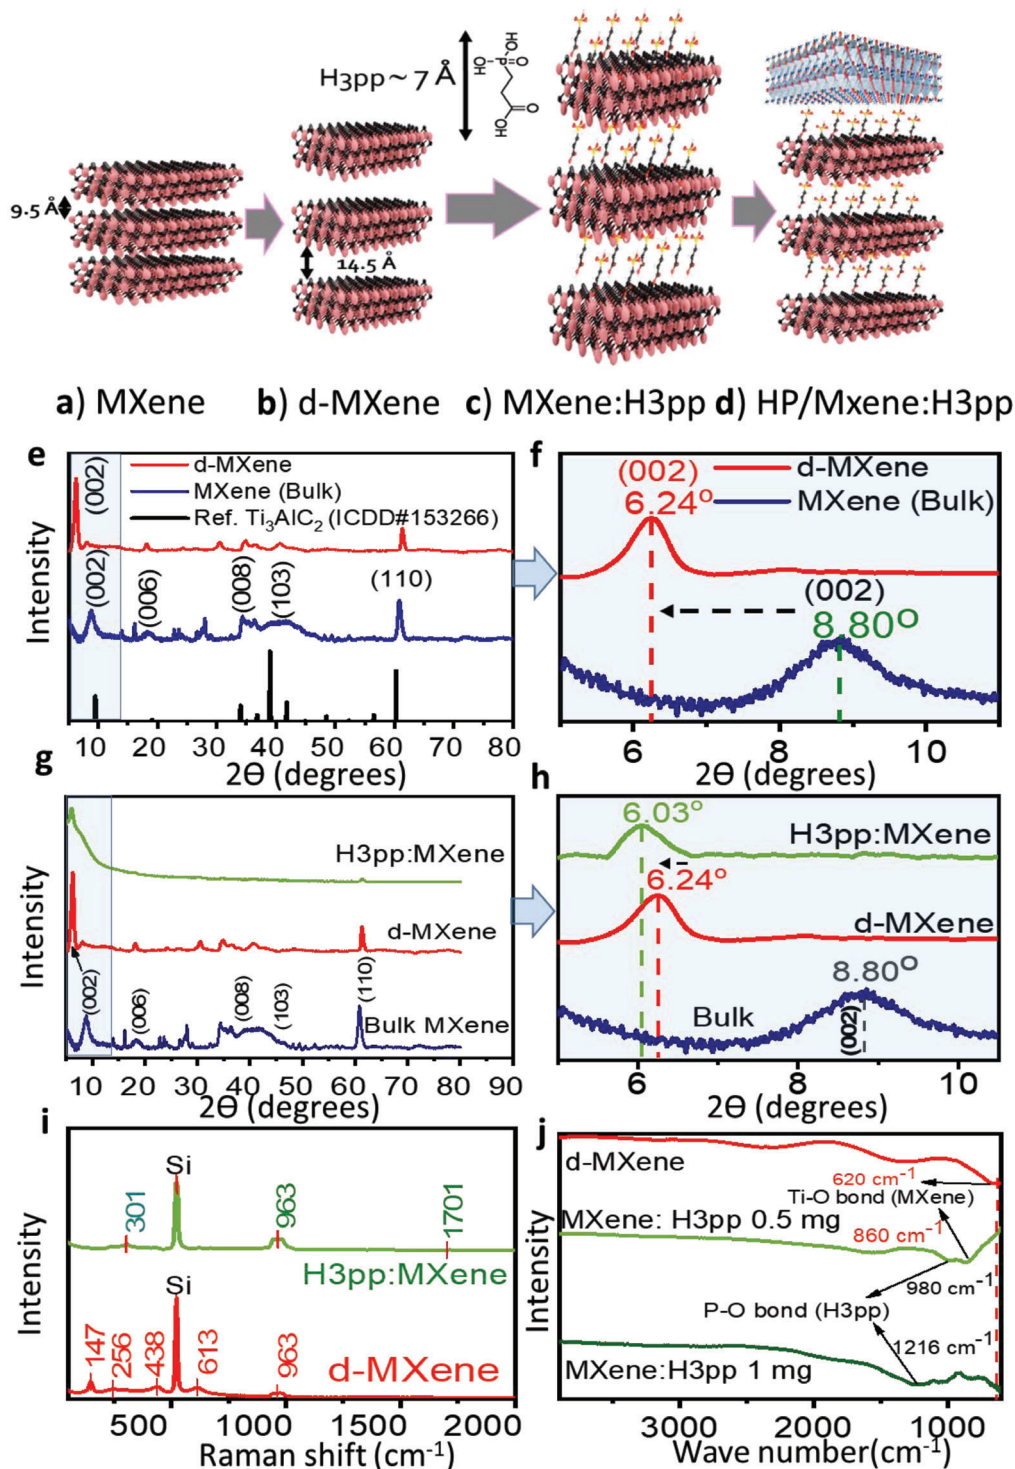 H3pp~ 7 Å
HO
OH
P=O
O
OH
9.5 Å
14.5 Å
a) MXene
b) d-MXene
c) MXene:H3pp
d) HP/Mxene:H3pp
e
d-MXene
MXene (Bulk)
Ref. Ti₃AlC₂ (ICDD#153266)
(002)
(002)
(006)
(008)
(103)
(110)
Intensity
10 20 30 40 50 60 70 80
2Θ (degrees)
f
(002)
6.24°
d-MXene
MXene (Bulk)
(002)
8.80°
6 8 10
2Θ (degrees)
g
H3pp:MXene
d-MXene
(002)
(006)
(008)
(103)
(110)
Bulk MXene
Intensity
10 20 30 40 50 60 70 80 90
2Θ (degrees)
h
6.03°
H3pp:MXene
6.24°
d-MXene
8.80°
Bulk
(002)
6 8 10
2Θ (degrees)
i
Si
301
963
1701
H3pp:MXene
Si
147
256
438
613
963
d-MXene
Intensity
500 1000 1500 2000
Raman shift (cm⁻¹)
j
d-MXene
620 cm⁻¹
Ti-O bond (MXene)
MXene: H3pp 0.5 mg
860 cm⁻¹
980 cm⁻¹
P-O bond (H3pp)
1216 cm⁻¹
MXene:H3pp 1 mg
Intensity
3000 2000 1000
Wave number(cm⁻¹)